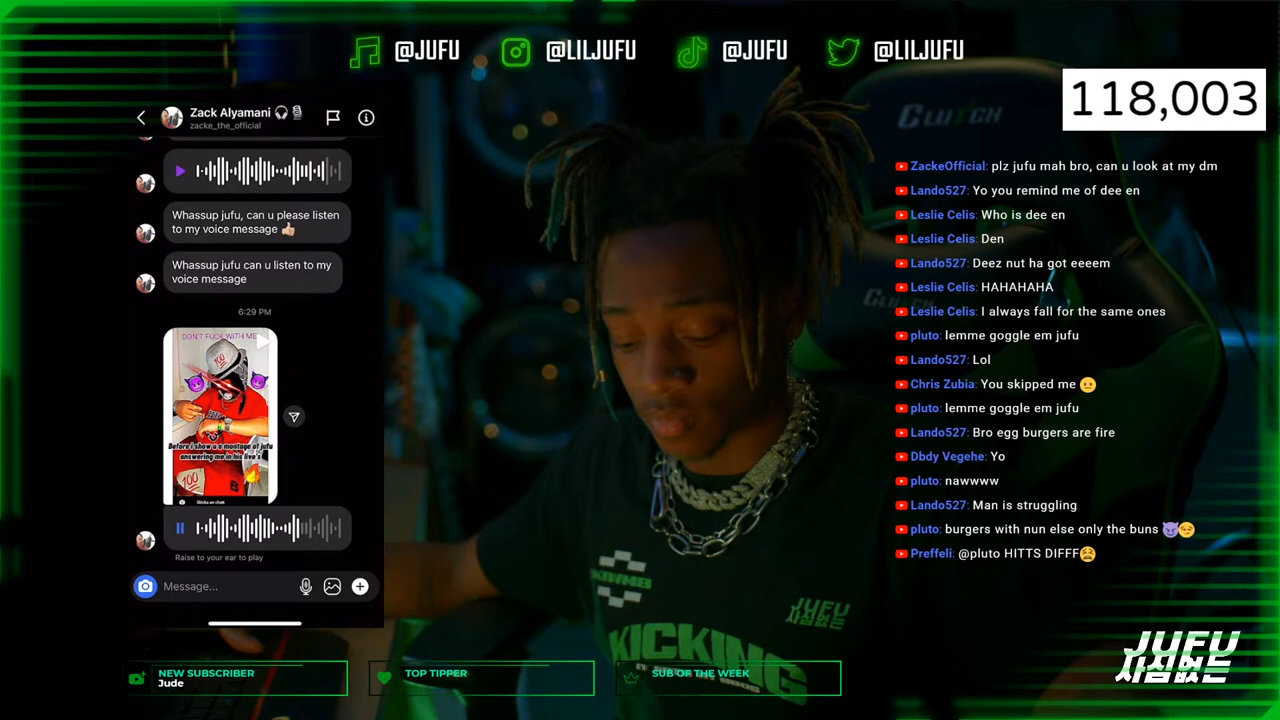 @JUFU
@LILJUFU
@JUFU
@LILJUFU
118,003
CLUTCH
Zack Alyamani
zacke_the_official
Whassup jufu, can u please listen
to my voice message 👍🏼
Whassup jufu can u listen to my
voice message
6:29 PM
DON'T FUCK WITH ME
100
Before i show u a montage of jufu
answering me in his live's
100
Raise to your ear to play
Message...
ZackeOfficial: plz jufu mah bro, can u look at my dm
Lando527: Yo you remind me of dee en
Leslie Celis: Who is dee en
Leslie Celis: Den
Lando527: Deez nut ha got eeeem
Leslie Celis: HAHAHAHA
Leslie Celis: I always fall for the same ones
pluto: lemme goggle em jufu
Lando527: Lol
Chris Zubia: You skipped me 😐
pluto: lemme goggle em jufu
Lando527: Bro egg burgers are fire
Dbdy Vegehe: Yo
pluto: nawwww
Lando527: Man is struggling
pluto: burgers with nun else only the buns 😈☺️
Preffeli: @pluto HITTS DIFFF😩
JUFU
사심없는
KICKING
NEW SUBSCRIBER
Jude
TOP TIPPER
SUB OF THE WEEK
JUFU
사심없는